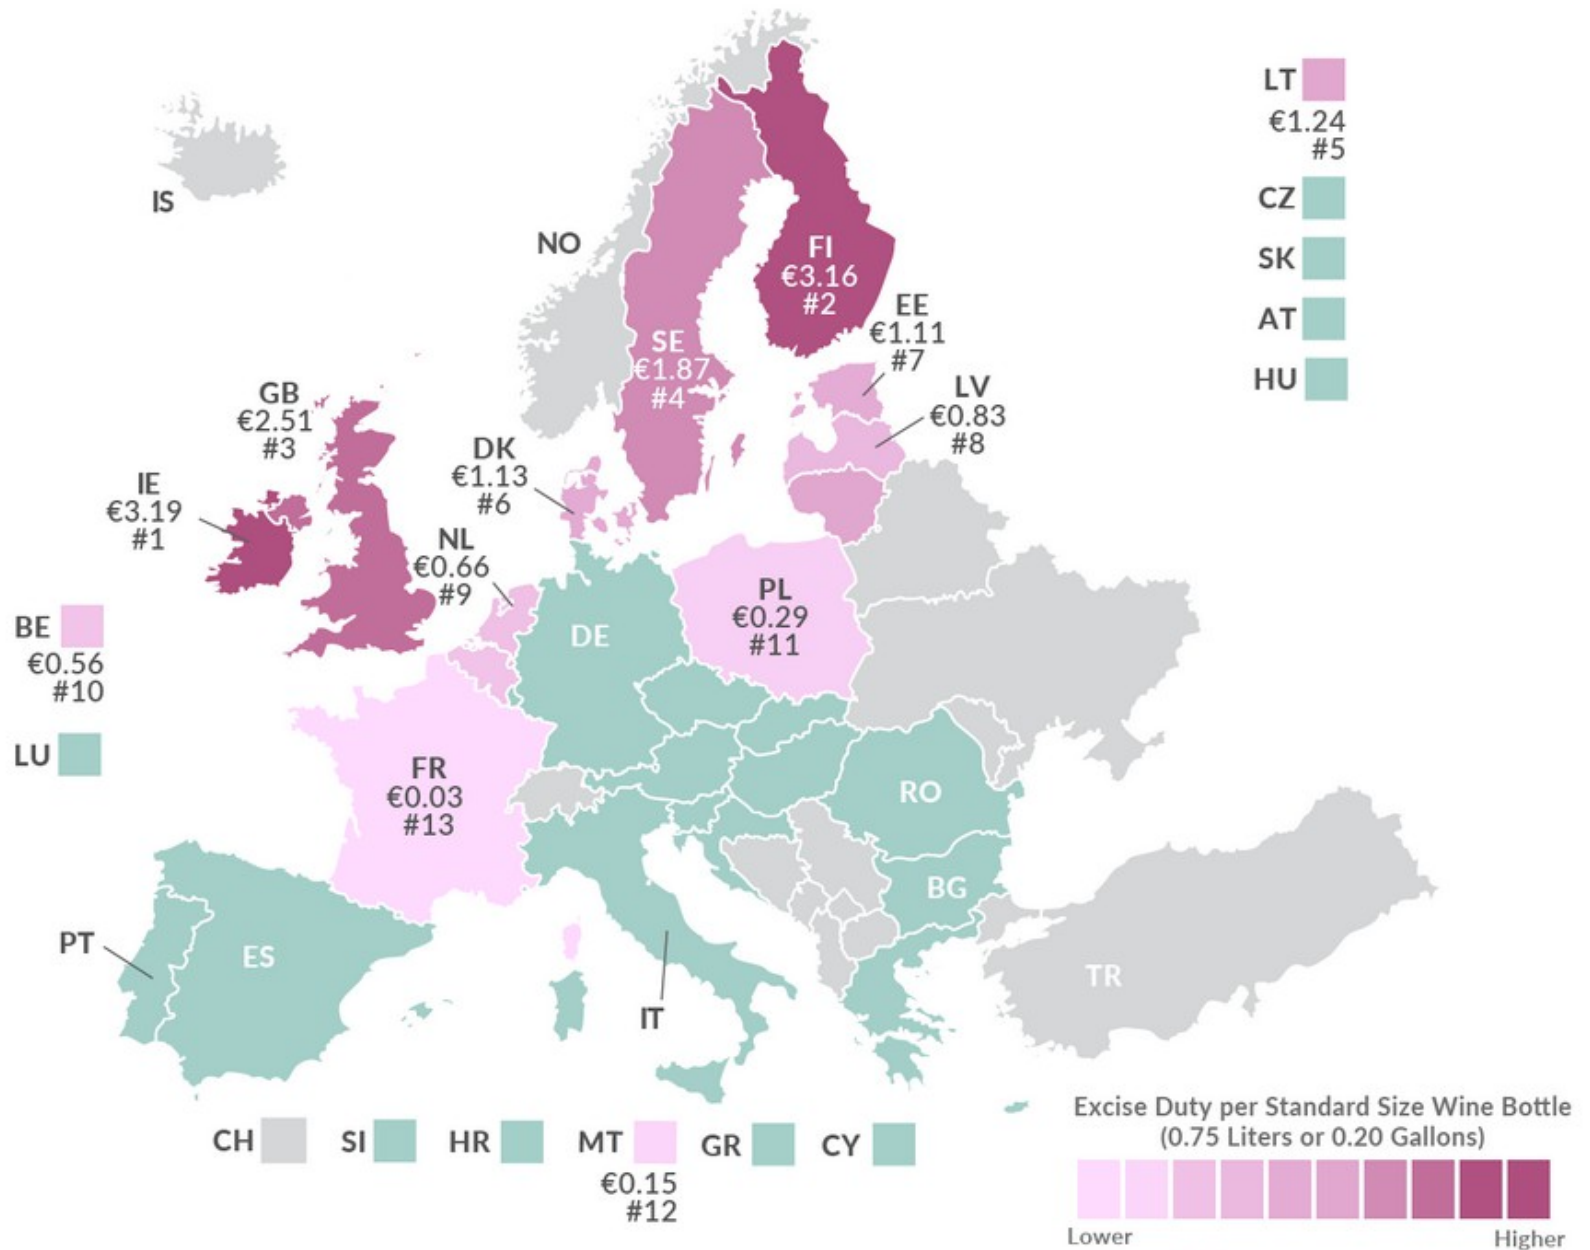 LT
€1.24
#5
IS
CZ
NO
FI
€3.16
#2
SK
EE
€1.11
#7
AT
SE
€1.87
#4
HU
GB
€2.51
#3
LV
€0.83
#8
DK
€1.13
#6
IE
€3.19
#1
NL
€0.66
#9
PL
€0.29
#11
BE
€0.56
#10
DE
LU
FR
€0.03
#13
RO
BG
PT
ES
TR
IT
CH
SI
HR
MT
€0.15
#12
GR
CY
Excise Duty per Standard Size Wine Bottle
(0.75 Liters or 0.20 Gallons)
Lower
Higher